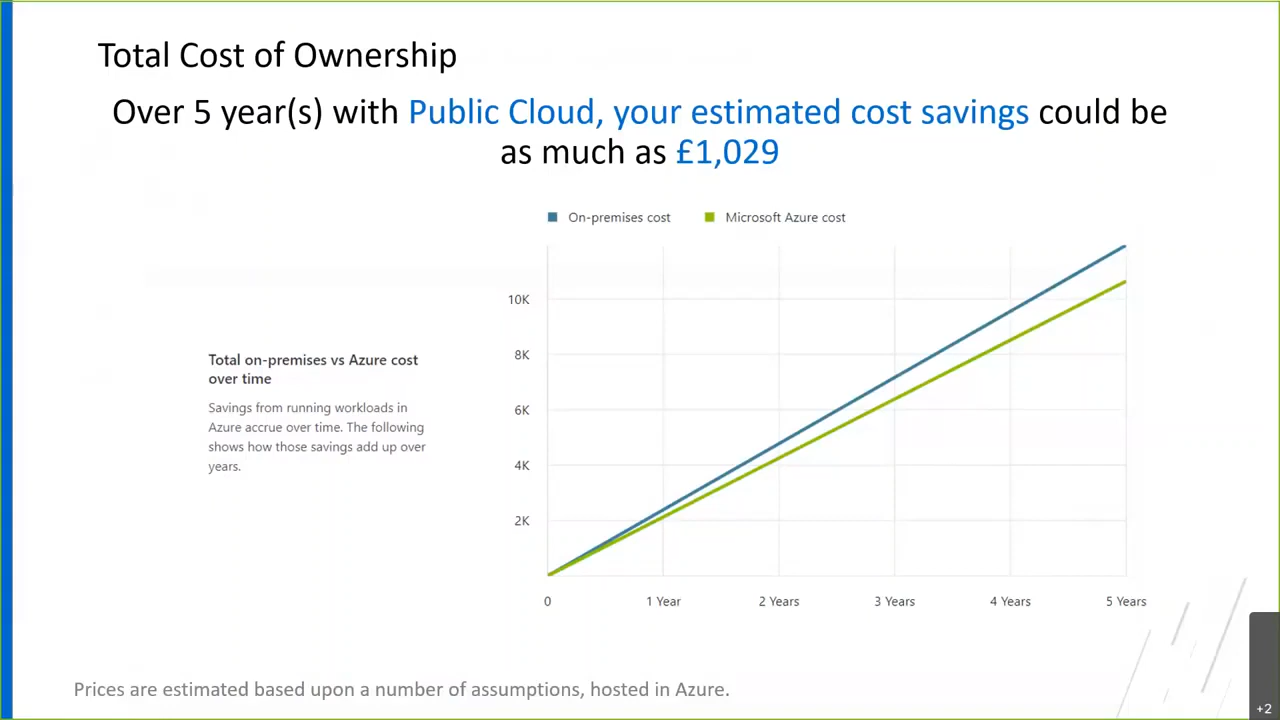 Total Cost of Ownership
Over 5 year(s) with Public Cloud, your estimated cost savings could be
as much as £1,029
On-premises cost
Microsoft Azure cost
10K
8K
6K
4K
2K
Total on-premises vs Azure cost
over time
Savings from running workloads in
Azure accrue over time. The following
shows how those savings add up over
years.
0
1 Year
2 Years
3 Years
4 Years
5 Years
Prices are estimated based upon a number of assumptions, hosted in Azure.
+2